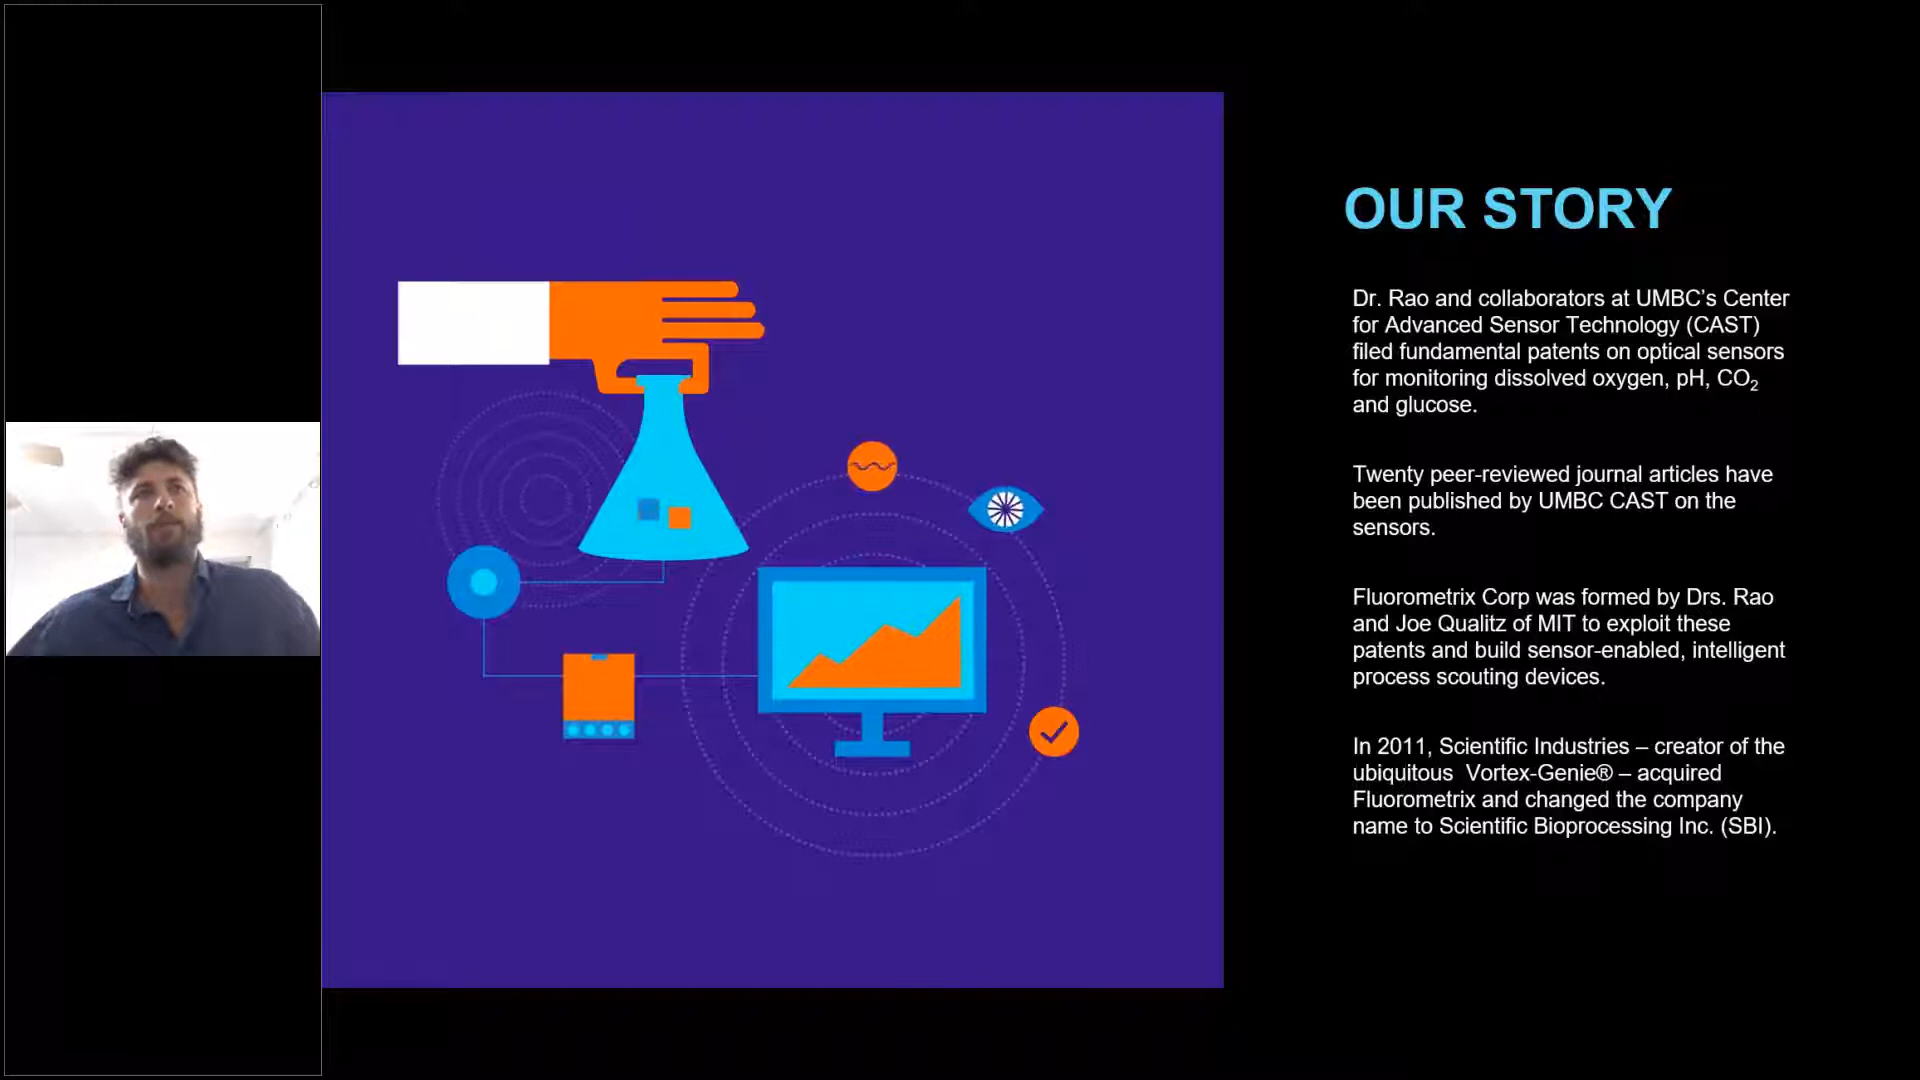 OUR STORY
Dr. Rao and collaborators at UMBC’s Center
for Advanced Sensor Technology (CAST)
filed fundamental patents on optical sensors
for monitoring dissolved oxygen, pH, CO₂
and glucose.
Twenty peer-reviewed journal articles have
been published by UMBC CAST on the
sensors.
Fluorometrix Corp was formed by Drs. Rao
and Joe Qualitz of MIT to exploit these
patents and build sensor-enabled, intelligent
process scouting devices.
In 2011, Scientific Industries – creator of the
ubiquitous  Vortex-Genie® – acquired
Fluorometrix and changed the company
name to Scientific Bioprocessing Inc. (SBI).